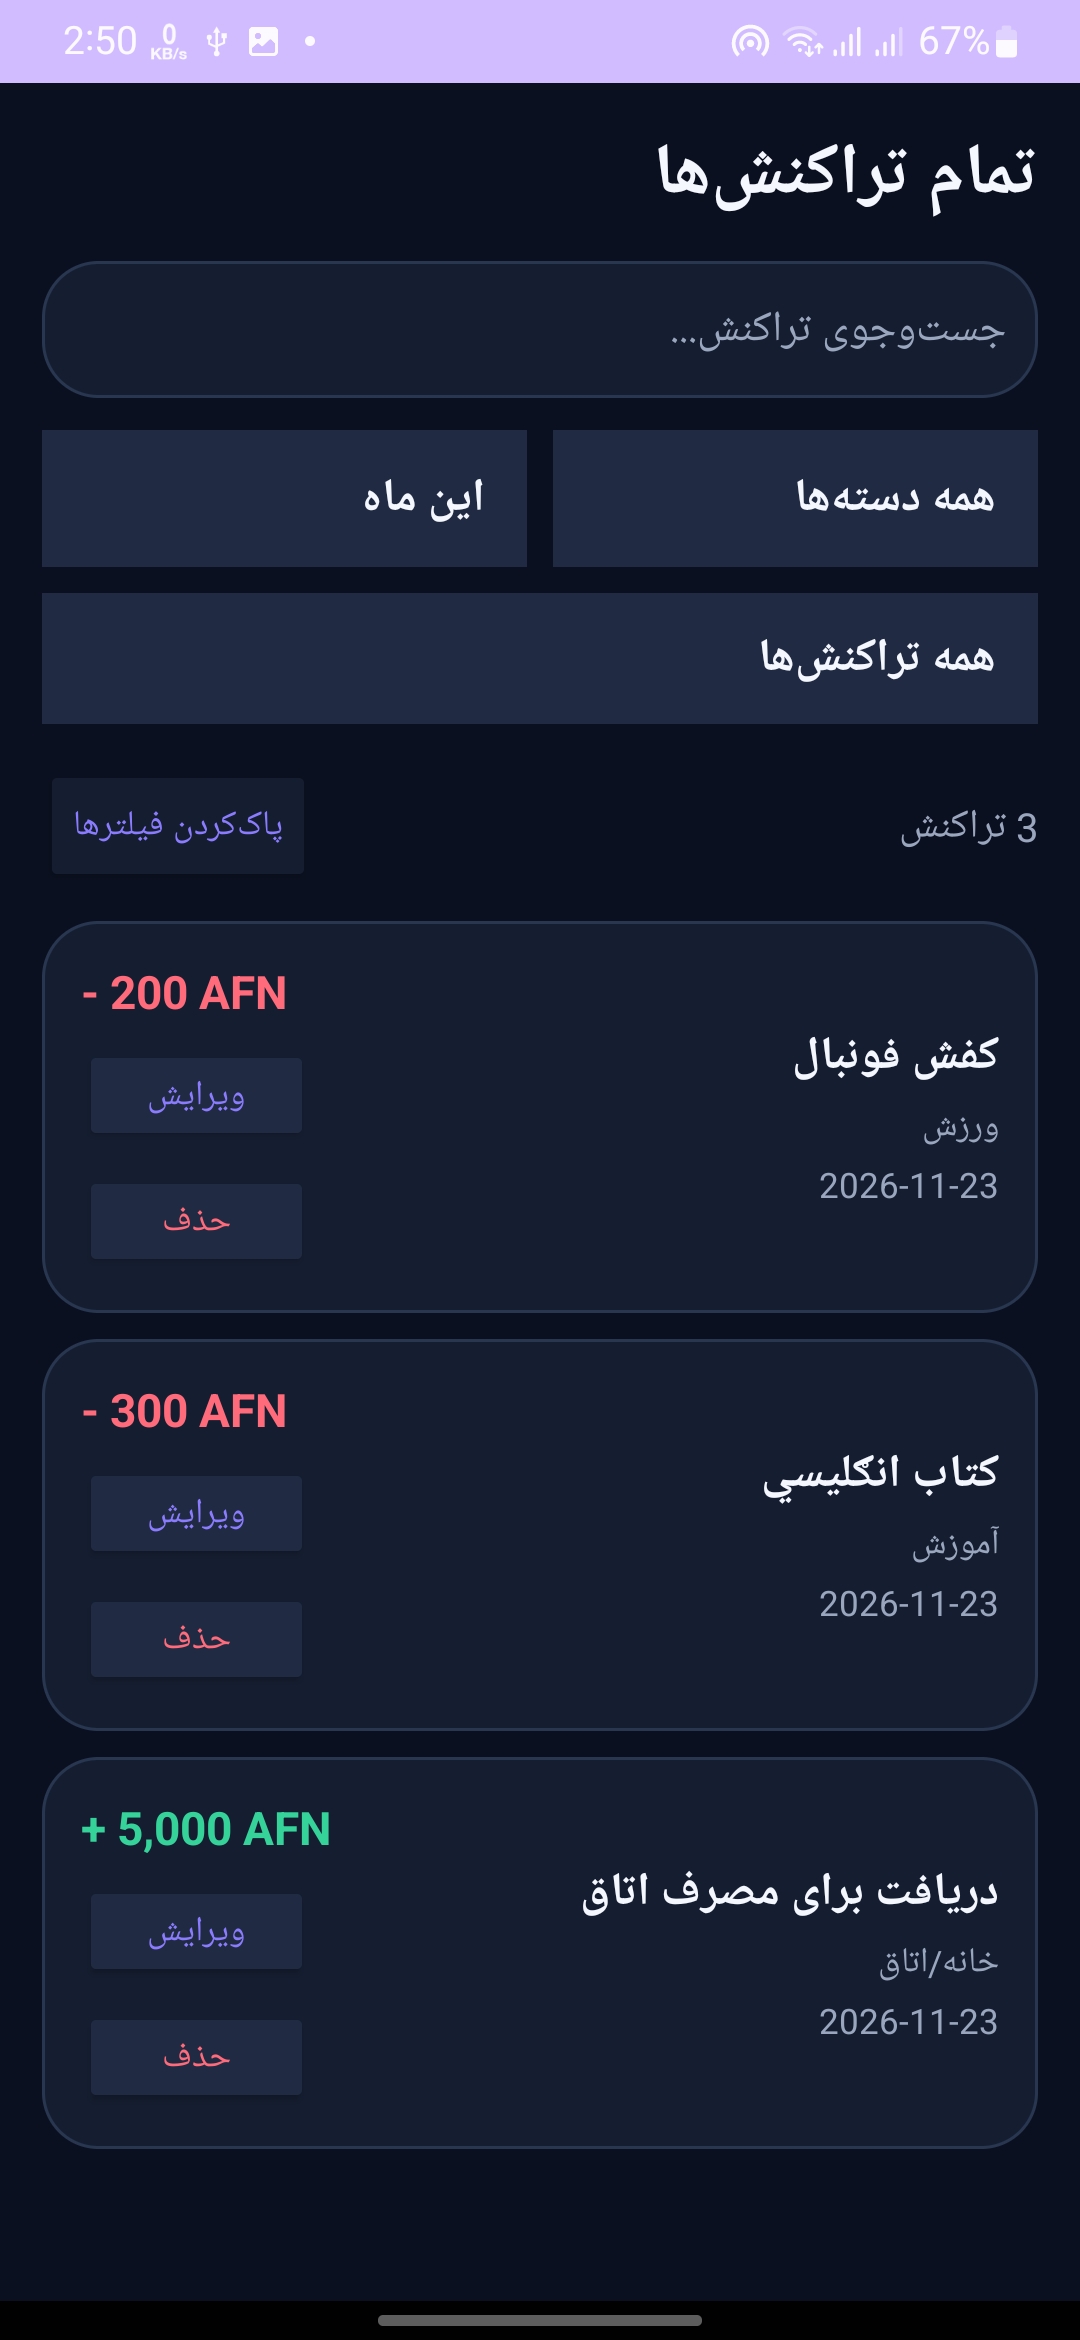 2:50 0 KB/s 67%
تمام تراکنش‌ها
جست‌وجوی تراکنش...
همه دسته‌ها
این ماه
همه تراکنش‌ها
3 تراکنش
پاک‌کردن فیلترها
- 200 AFN
کفش فونبال
ورزش
2026-11-23
ویرایش
حذف
- 300 AFN
کتاب انګلیسي
آموزش
2026-11-23
ویرایش
حذف
+ 5,000 AFN
دریافت برای مصرف اتاق
خانه/اتاق
2026-11-23
ویرایش
حذف